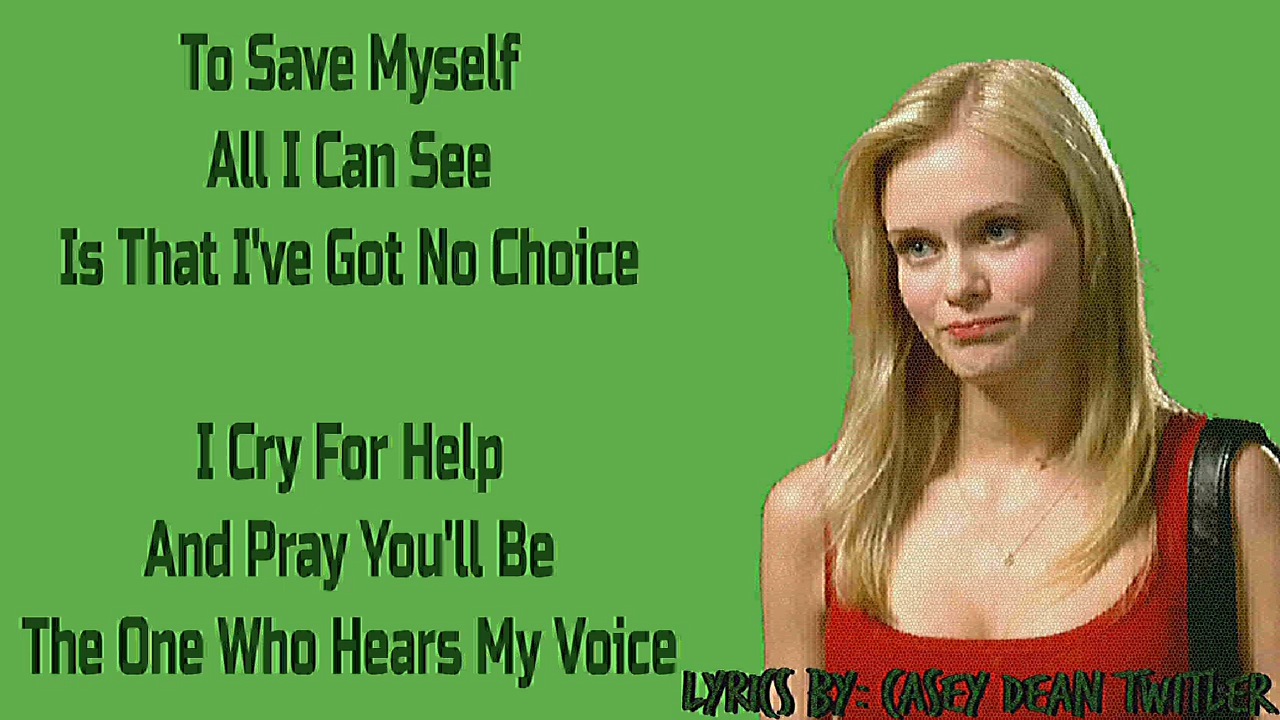 To Save Myself
All I Can See
Is That I've Got No Choice
I Cry For Help
And Pray You'll Be
The One Who Hears My Voice
LYRICS BY: CASEY DEAN TWITLER